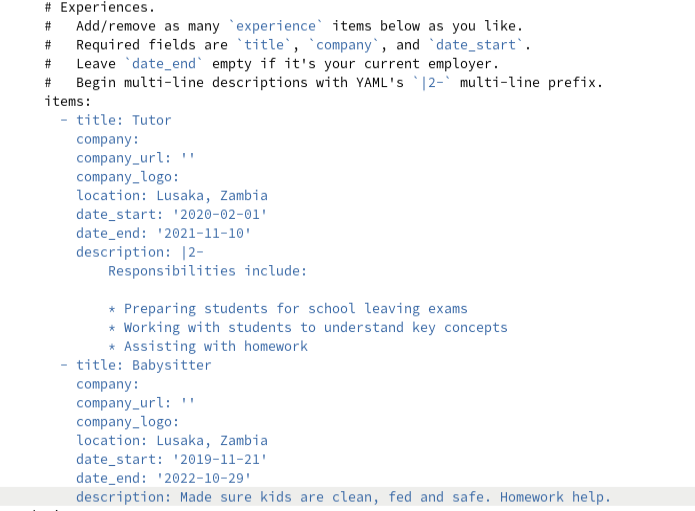 # Experiences.
#   Add/remove as many `experience` items below as you like.
#   Required fields are `title`, `company`, and `date_start`.
#   Leave `date_end` empty if it's your current employer.
#   Begin multi-line descriptions with YAML's `|2-` multi-line prefix.
items:
  - title: Tutor
    company:
    company_url: ''
    company_logo:
    location: Lusaka, Zambia
    date_start: '2020-02-01'
    date_end: '2021-11-10'
    description: |2-
        Responsibilities include:

        * Preparing students for school leaving exams
        * Working with students to understand key concepts
        * Assisting with homework
  - title: Babysitter
    company:
    company_url: ''
    company_logo:
    location: Lusaka, Zambia
    date_start: '2019-11-21'
    date_end: '2022-10-29'
    description: Made sure kids are clean, fed and safe. Homework help.